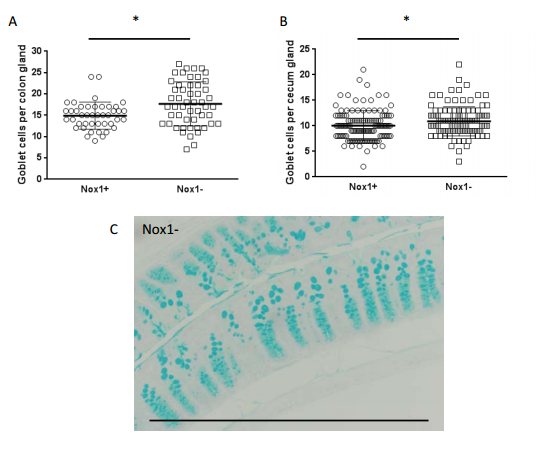 A
*
Goblet cells per colon gland
30
25
20
15
10
5
0
Nox1+
Nox1-
B
*
Goblet cells per cecum gland
25
20
15
10
5
0
Nox1+
Nox1-
C
Nox1-